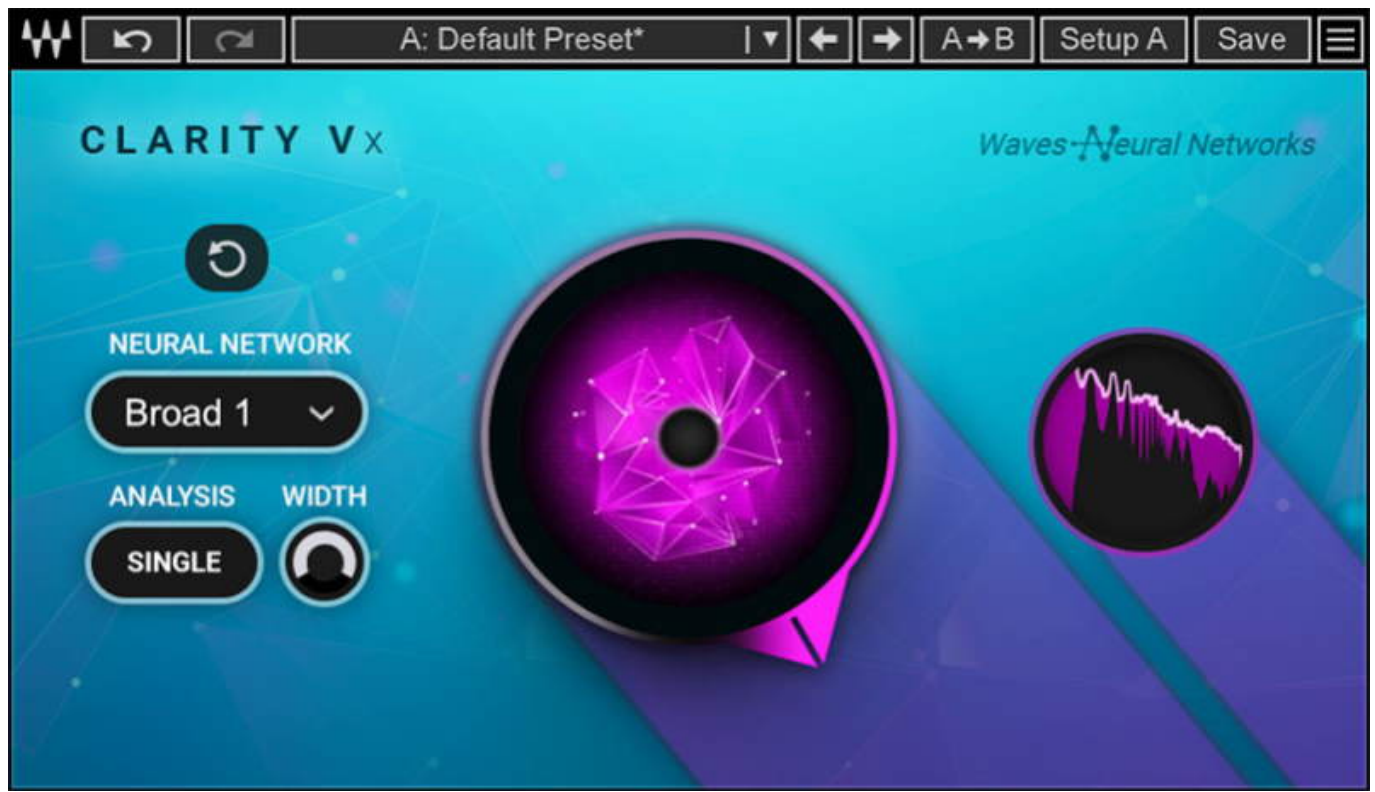 A: Default Preset* A→B Setup A Save
CLARITY Vx
Waves Neural Networks
NEURAL NETWORK
Broad 1
ANALYSIS WIDTH
SINGLE